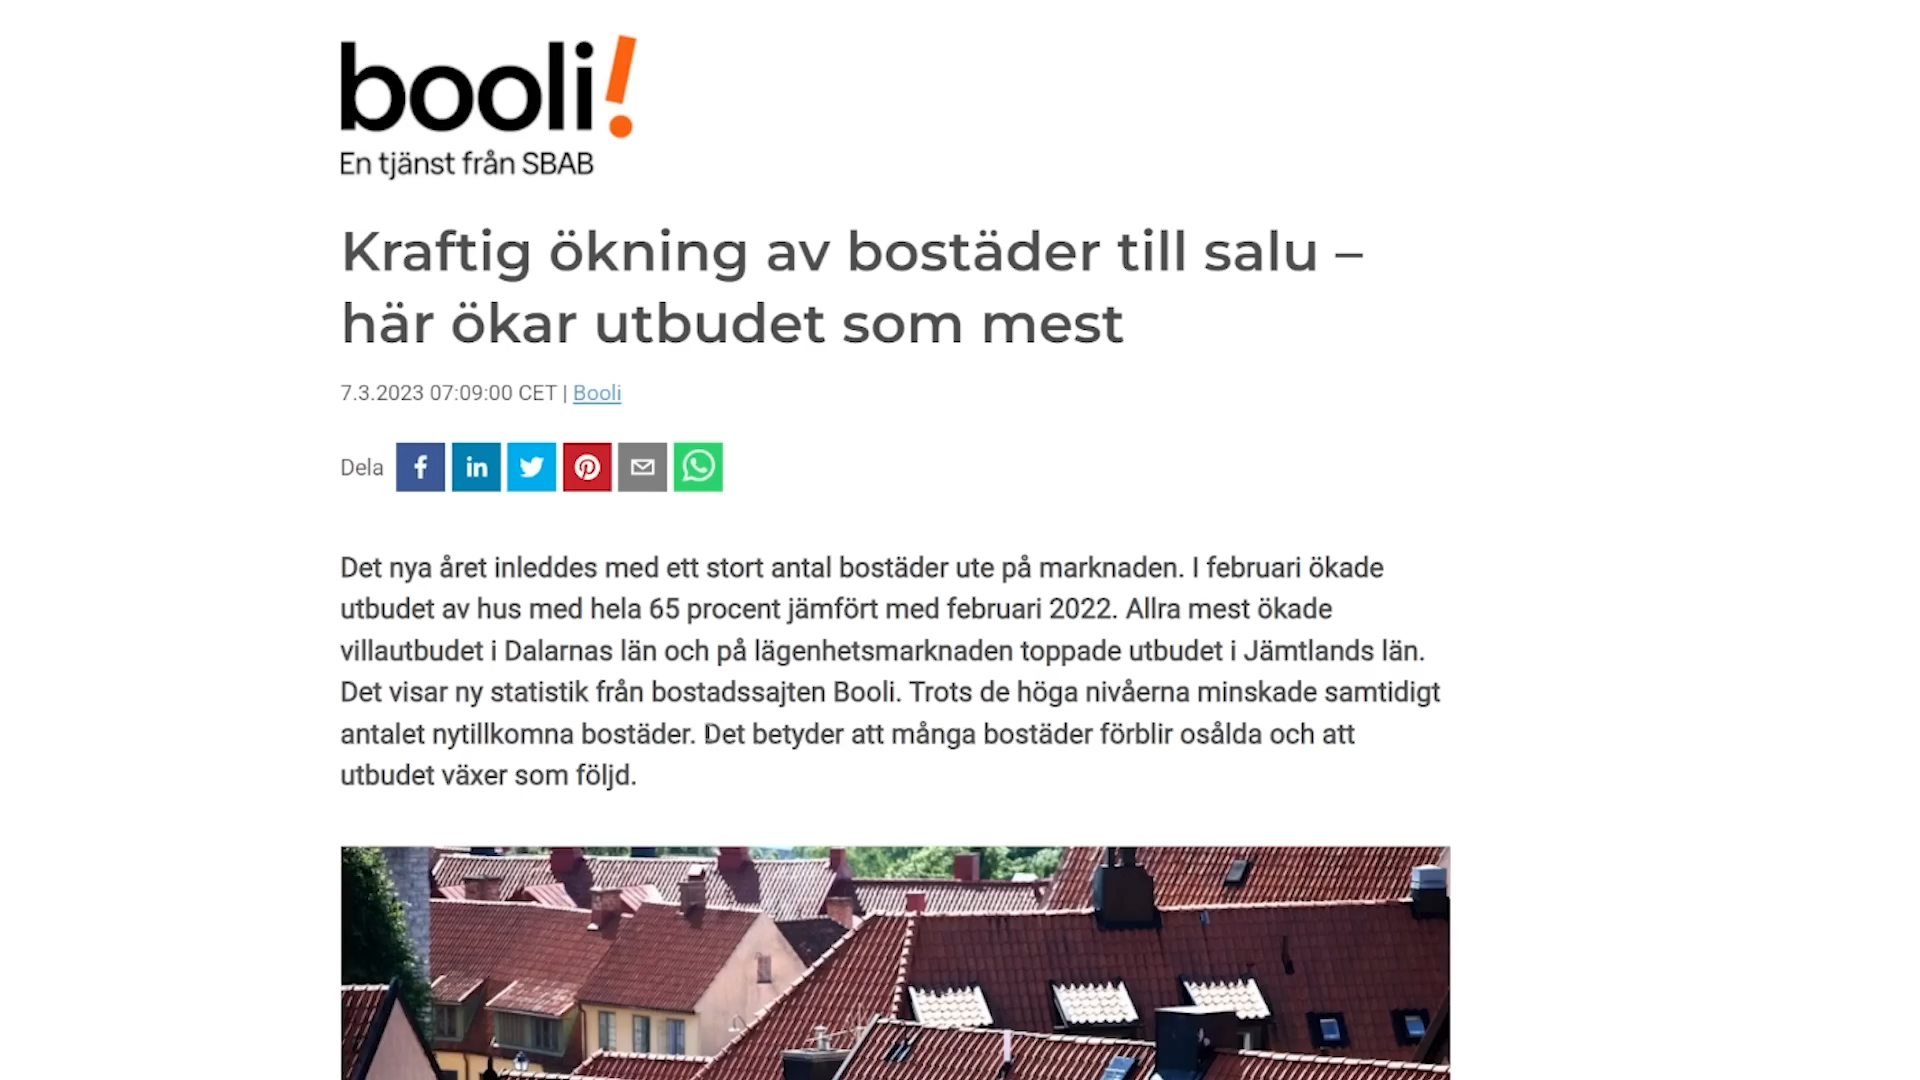 booli!
En tjänst från SBAB
Kraftig ökning av bostäder till salu –
här ökar utbudet som mest
7.3.2023 07:09:00 CET | Booli
Dela
Det nya året inleddes med ett stort antal bostäder ute på marknaden. I februari ökade
utbudet av hus med hela 65 procent jämfört med februari 2022. Allra mest ökade
villautbudet i Dalarnas län och på lägenhetsmarknaden toppade utbudet i Jämtlands län.
Det visar ny statistik från bostadssajten Booli. Trots de höga nivåerna minskade samtidigt
antalet nytillkomna bostäder. Det betyder att många bostäder förblir osålda och att
utbudet växer som följd.